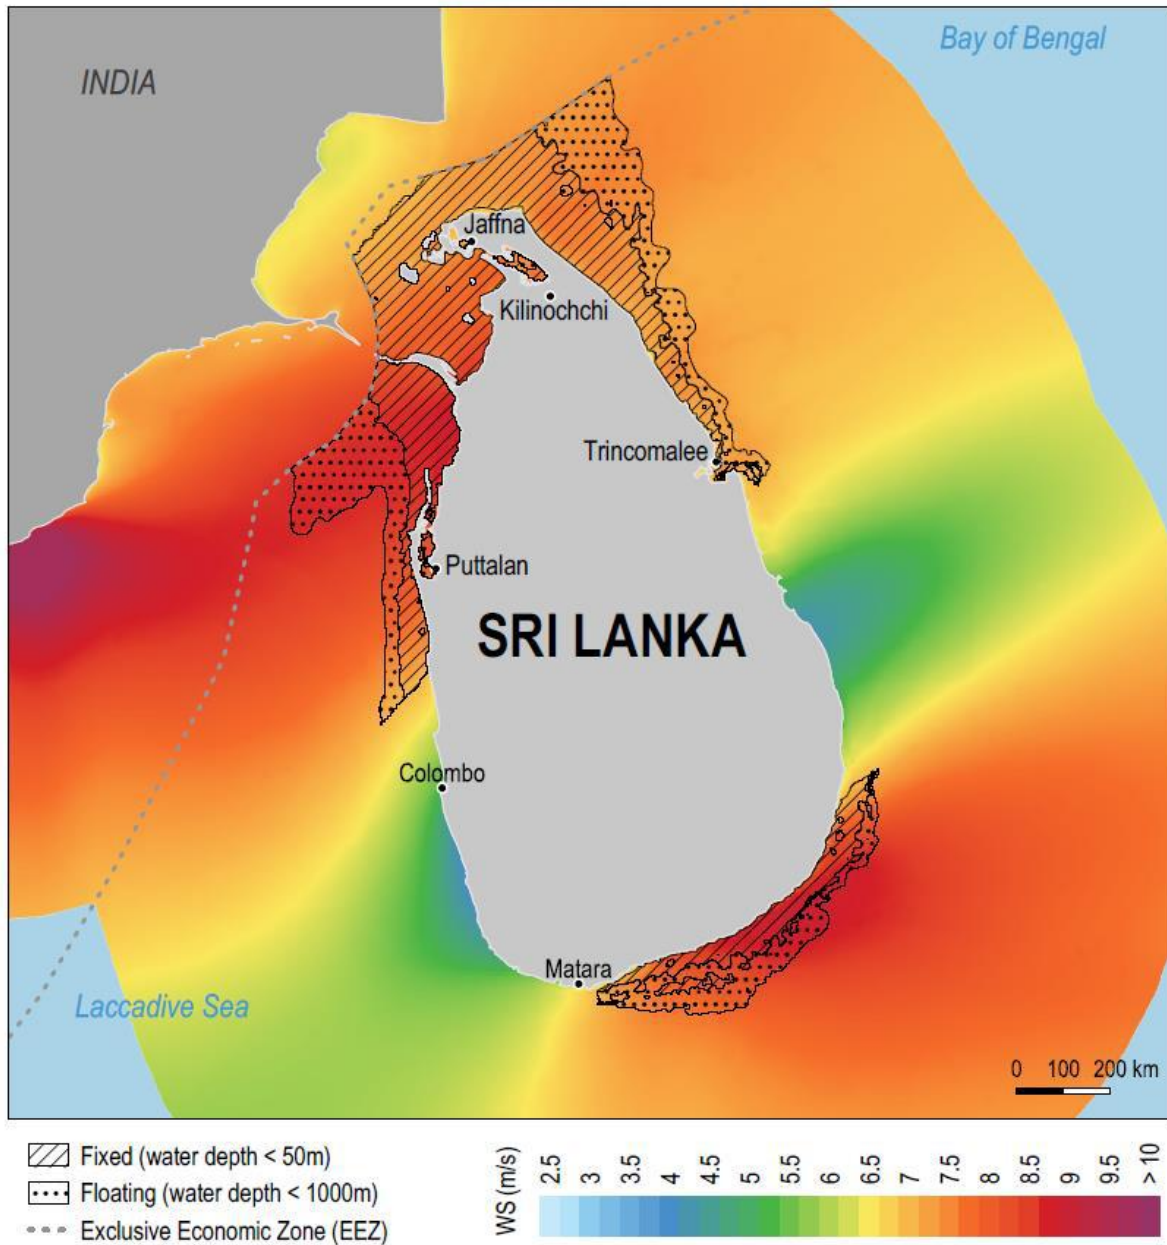 Bay of Bengal
INDIA
Jaffna
Kilinochchi
Trincomalee
Puttalan
SRI LANKA
Colombo
Matara
Laccadive Sea
0 100 200 km
Fixed (water depth < 50m)
Floating (water depth < 1000m)
Exclusive Economic Zone (EEZ)
WS (m/s)
2.5 3 3.5 4 4.5 5 5.5 6 6.5 7 7.5 8 8.5 9 9.5 > 10